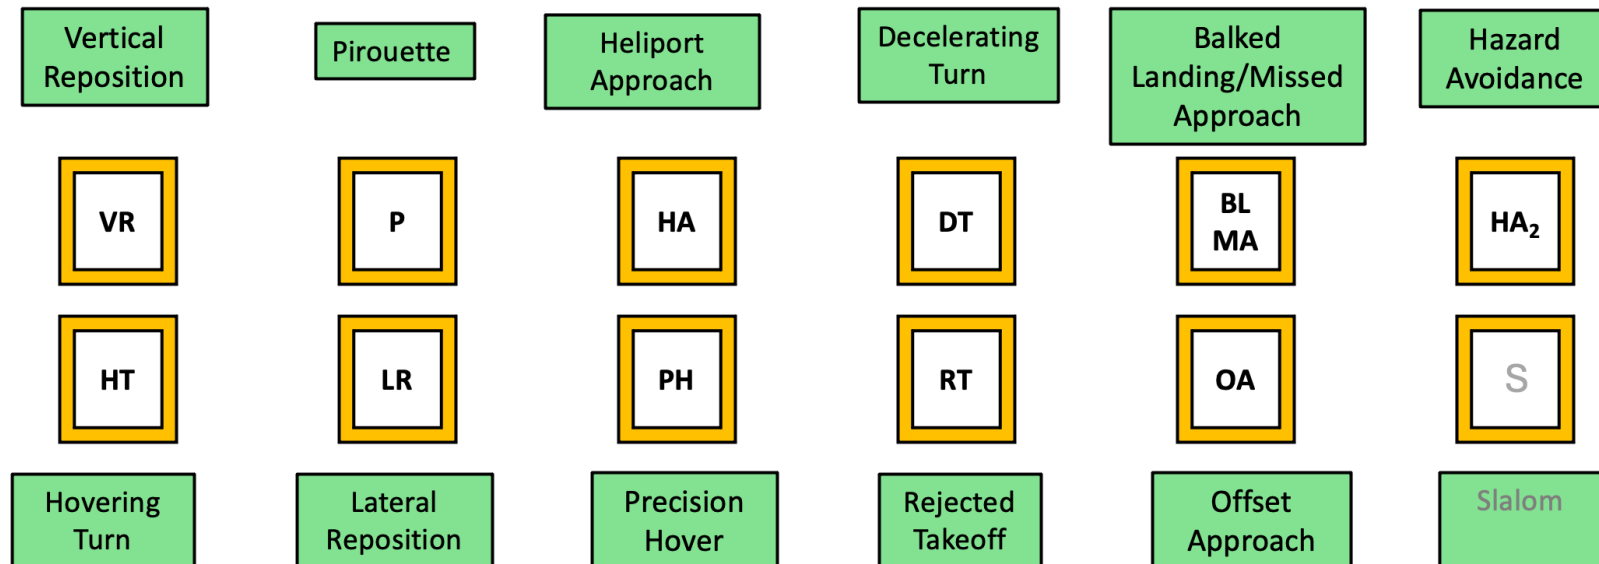 Vertical
Reposition
Pirouette
Heliport
Approach
Decelerating
Turn
Balked
Landing/Missed
Approach
Hazard
Avoidance
VR
P
HA
DT
BL
MA
HA₂
HT
LR
PH
RT
OA
S
Hovering
Turn
Lateral
Reposition
Precision
Hover
Rejected
Takeoff
Offset
Approach
Slalom